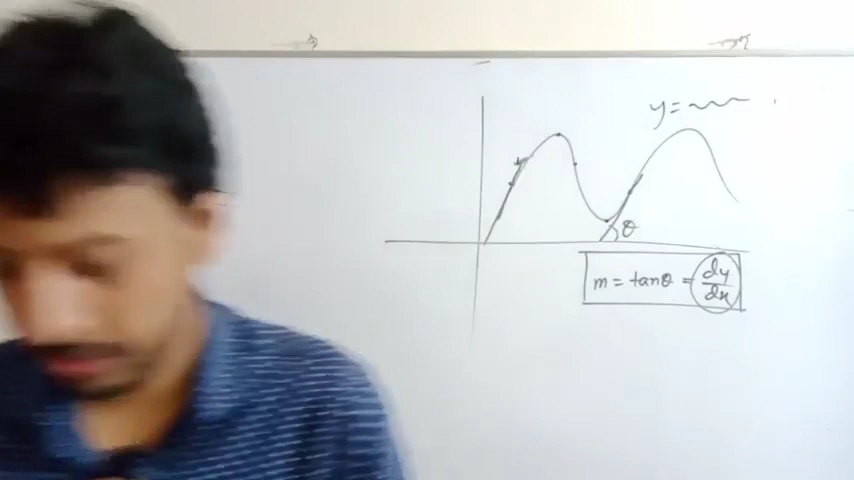 y =
θ
m = tanθ = dy/dx